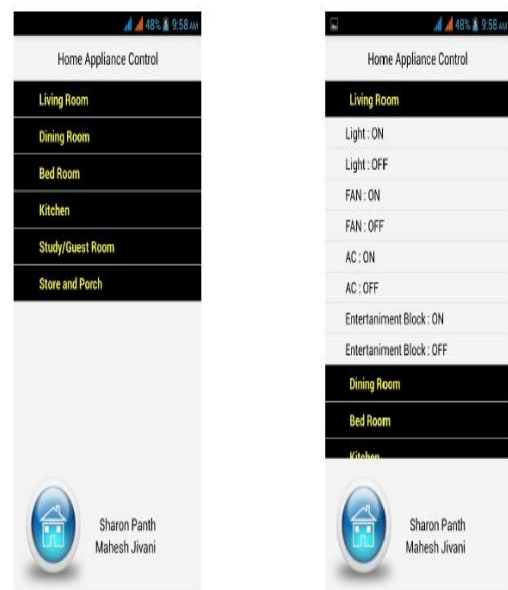 48% 9:58 AM
Home Appliance Control
Living Room
Dining Room
Bed Room
Kitchen
Study/Guest Room
Store and Porch
Sharon Panth
Mahesh Jivani
48% 9:58 AM
Home Appliance Control
Living Room
Light : ON
Light : OFF
FAN : ON
FAN : OFF
AC : ON
AC : OFF
Entertaniment Block : ON
Entertaniment Block : OFF
Dining Room
Bed Room
Kitchen
Sharon Panth
Mahesh Jivani